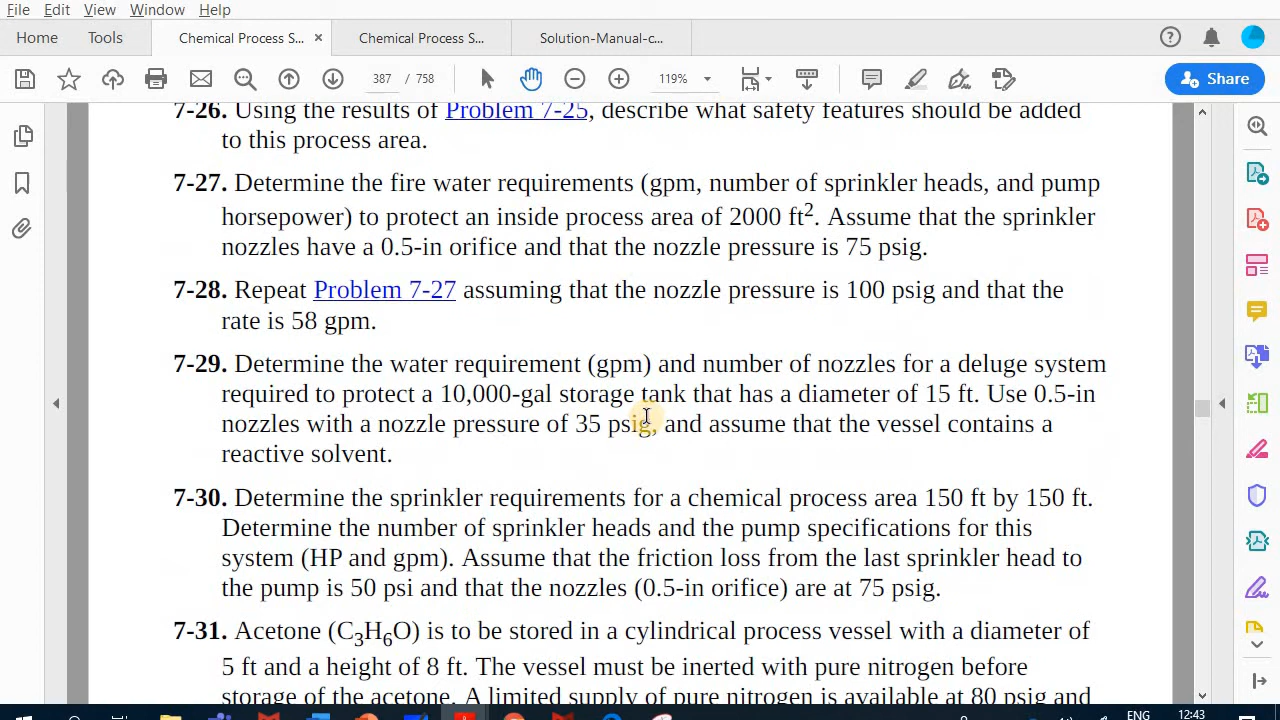 File Edit View Window Help
Home Tools Chemical Process S... × Chemical Process S... Solution-Manual-c...
387 / 758 119% Share
7-26. Using the results of Problem 7-25, describe what safety features should be added
to this process area.
7-27. Determine the fire water requirements (gpm, number of sprinkler heads, and pump
horsepower) to protect an inside process area of 2000 ft². Assume that the sprinkler
nozzles have a 0.5-in orifice and that the nozzle pressure is 75 psig.
7-28. Repeat Problem 7-27 assuming that the nozzle pressure is 100 psig and that the
rate is 58 gpm.
7-29. Determine the water requirement (gpm) and number of nozzles for a deluge system
required to protect a 10,000-gal storage tank that has a diameter of 15 ft. Use 0.5-in
nozzles with a nozzle pressure of 35 psig, and assume that the vessel contains a
reactive solvent.
7-30. Determine the sprinkler requirements for a chemical process area 150 ft by 150 ft.
Determine the number of sprinkler heads and the pump specifications for this
system (HP and gpm). Assume that the friction loss from the last sprinkler head to
the pump is 50 psi and that the nozzles (0.5-in orifice) are at 75 psig.
7-31. Acetone (C₃H₆O) is to be stored in a cylindrical process vessel with a diameter of
5 ft and a height of 8 ft. The vessel must be inerted with pure nitrogen before
storage of the acetone. A limited supply of pure nitrogen is available at 80 psig and
ENG 12:43